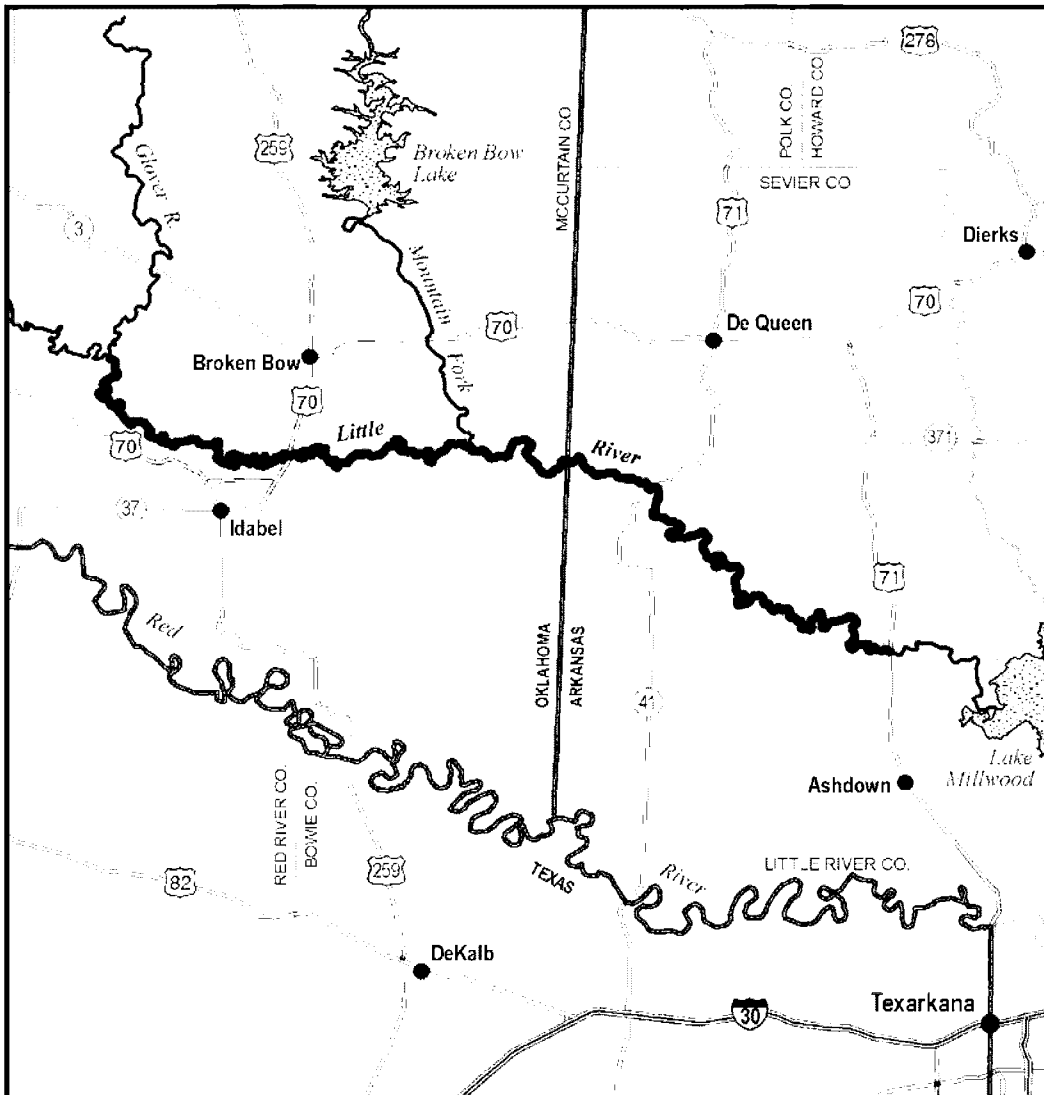 278
POLK CO.
HOWARD CO.
SEVIER CO
259
Broken Bow
Lake
MCCURTAIN CO
Glover R.
3
71
Dierks
Mountain
Fork
70
70
De Queen
Broken Bow
70
Little
River
70
371
37
Idabel
71
Red
OKLAHOMA
ARKANSAS
41
Lake
Millwood
Ashdown
RED RIVER CO.
BOWIE CO.
259
82
TEXAS
River
LITTLE RIVER CO.
DeKalb
Texarkana
30